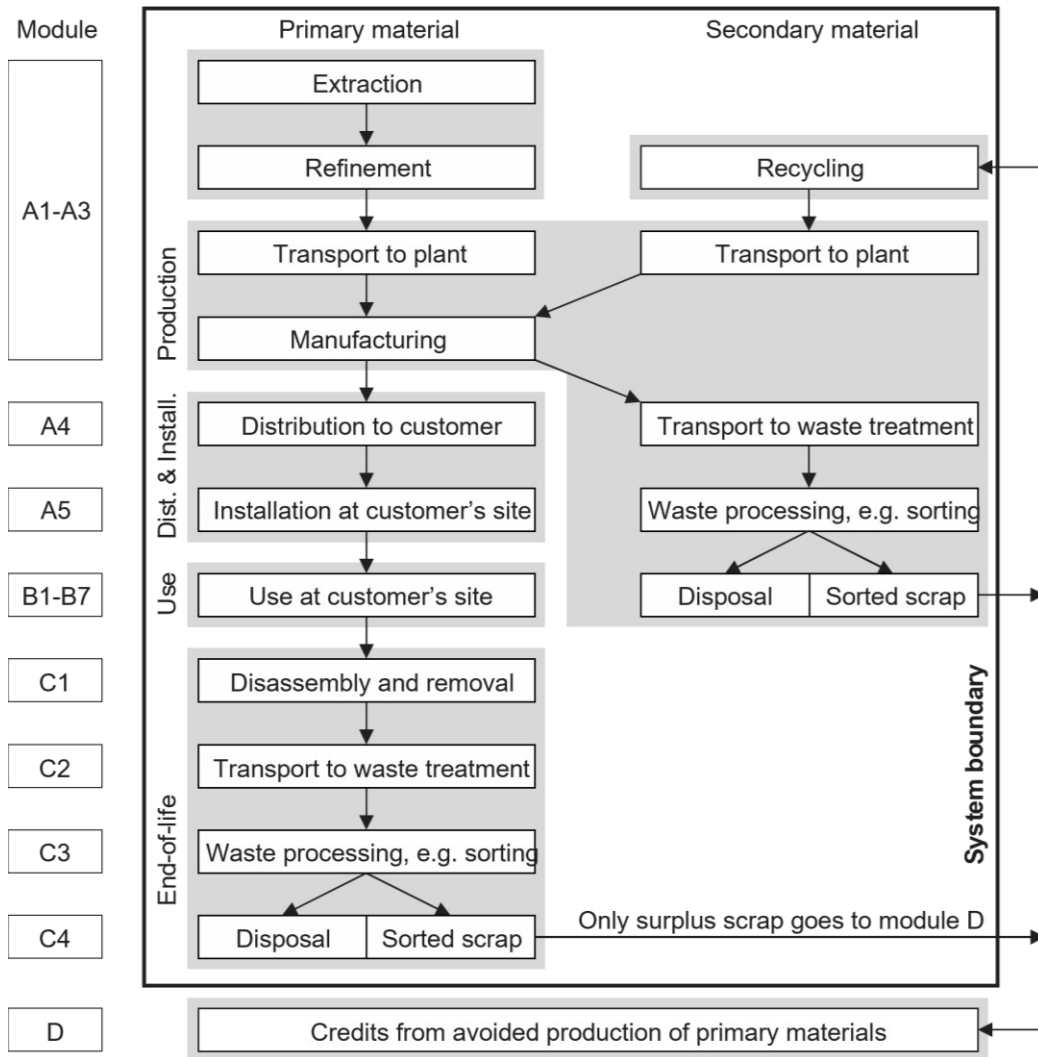 Module
Primary material
Secondary material
A1-A3
Extraction
Refinement
Recycling
Production
Transport to plant
Transport to plant
Manufacturing
A4
Dist. & Install.
Distribution to customer
Transport to waste treatment
A5
Installation at customer’s site
Waste processing, e.g. sorting
B1-B7
Use
Use at customer’s site
Disposal
Sorted scrap
C1
Disassembly and removal
System boundary
C2
Transport to waste treatment
End-of-life
C3
Waste processing, e.g. sorting
C4
Disposal
Sorted scrap
Only surplus scrap goes to module D
D
Credits from avoided production of primary materials